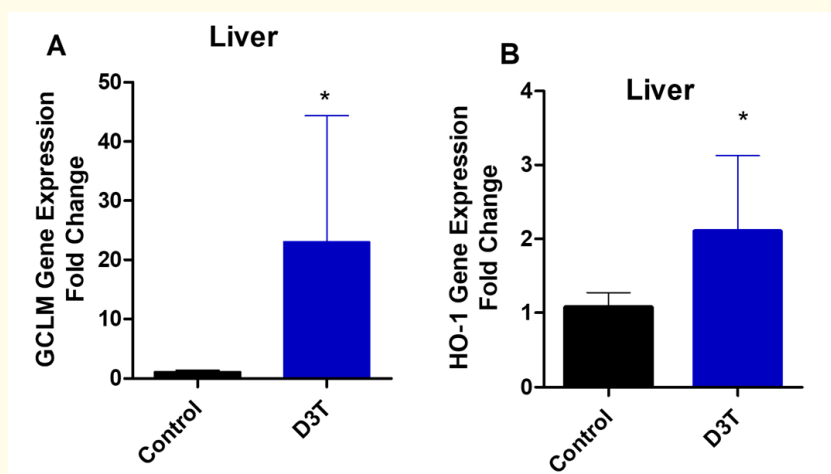 A
Liver
GCLM Gene Expression
Fold Change
50
40
30
20
10
0
*
Control
D3T
B
Liver
HO-1 Gene Expression
Fold Change
4
3
2
1
0
*
Control
D3T